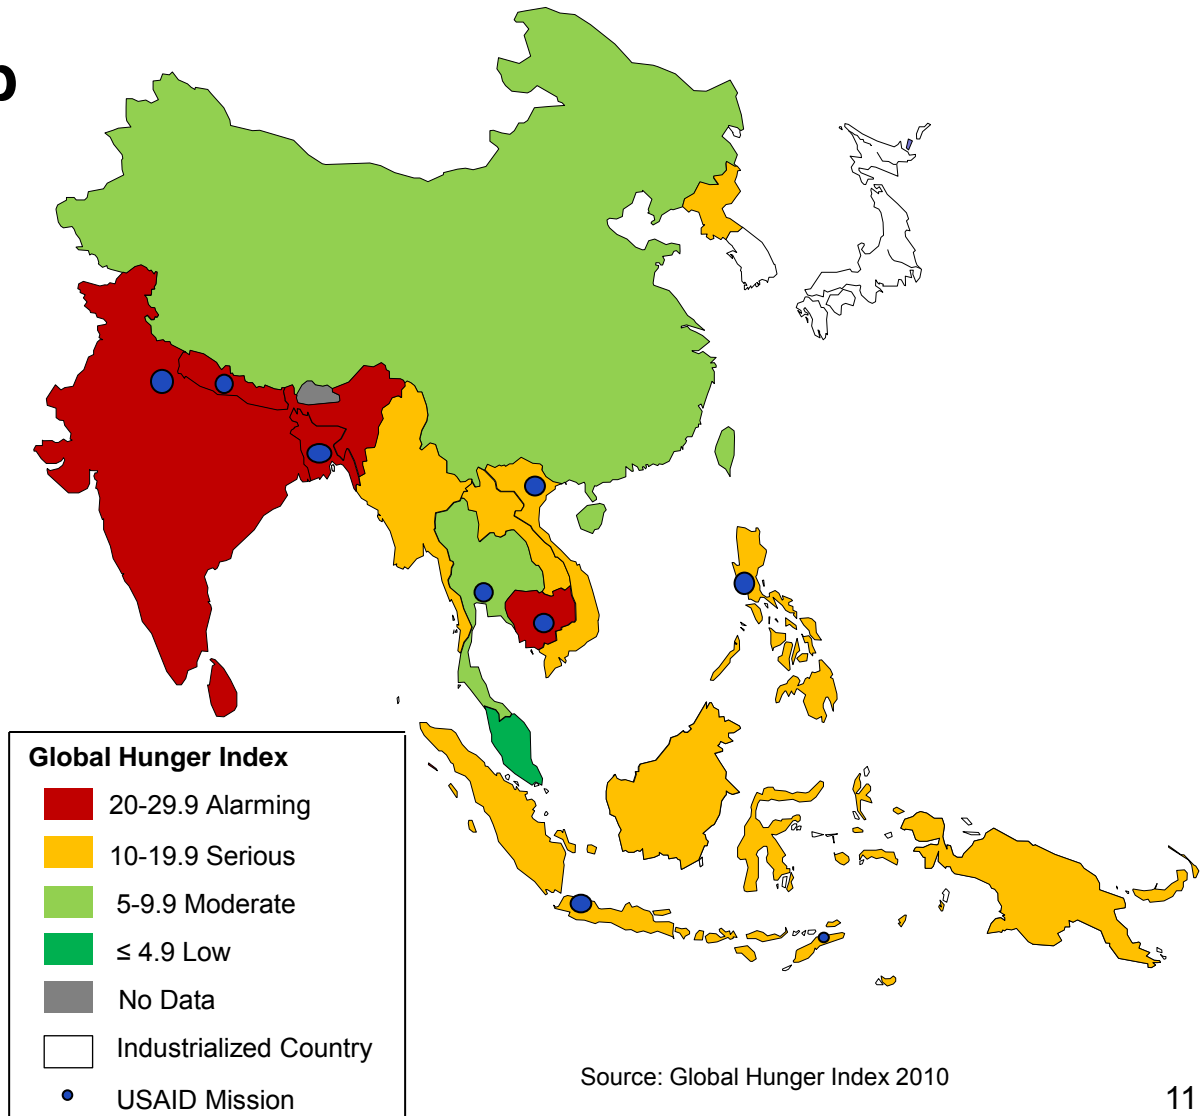 Global Hunger Index
20-29.9 Alarming
10-19.9 Serious
5-9.9 Moderate
≤ 4.9 Low
No Data
Industrialized Country
USAID Mission
Source: Global Hunger Index 2010
11